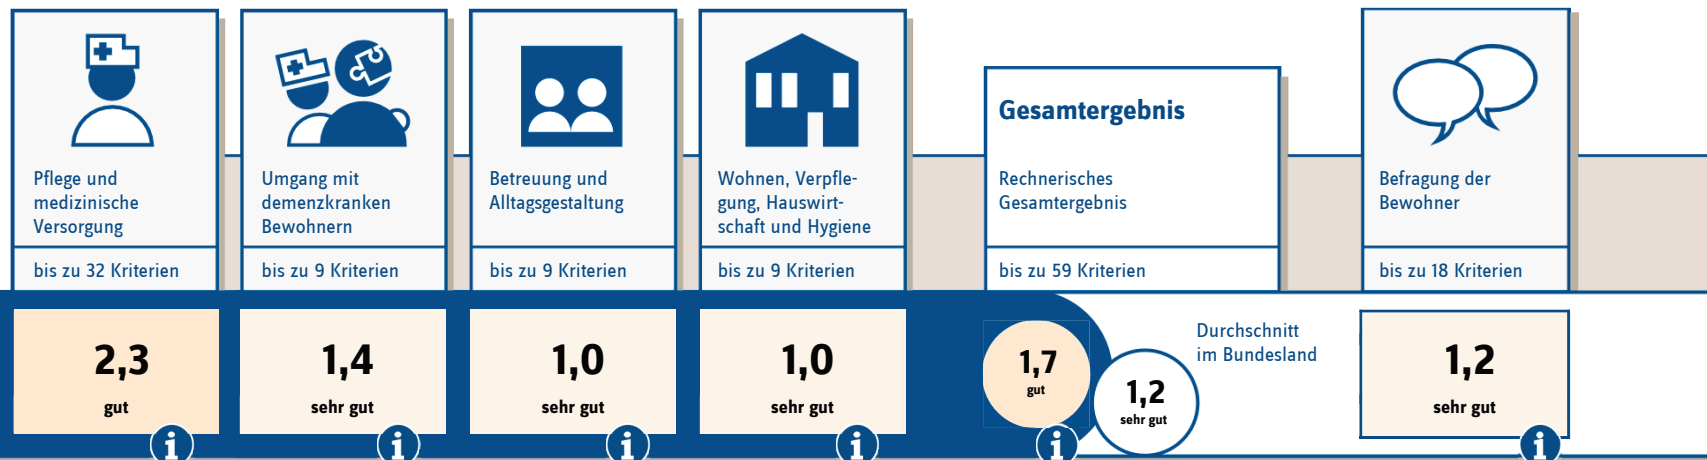 Pflege und
medizinische
Versorgung
bis zu 32 Kriterien
2,3
gut
Umgang mit
demenzkranken
Bewohnern
bis zu 9 Kriterien
1,4
sehr gut
Betreuung und
Alltagsgestaltung
bis zu 9 Kriterien
1,0
sehr gut
Wohnen, Verpfle-
gung, Hauswirt-
schaft und Hygiene
bis zu 9 Kriterien
1,0
sehr gut
Gesamtergebnis
Rechnerisches
Gesamtergebnis
bis zu 59 Kriterien
1,7
gut
Durchschnitt
im Bundesland
1,2
sehr gut
Befragung der
Bewohner
bis zu 18 Kriterien
1,2
sehr gut